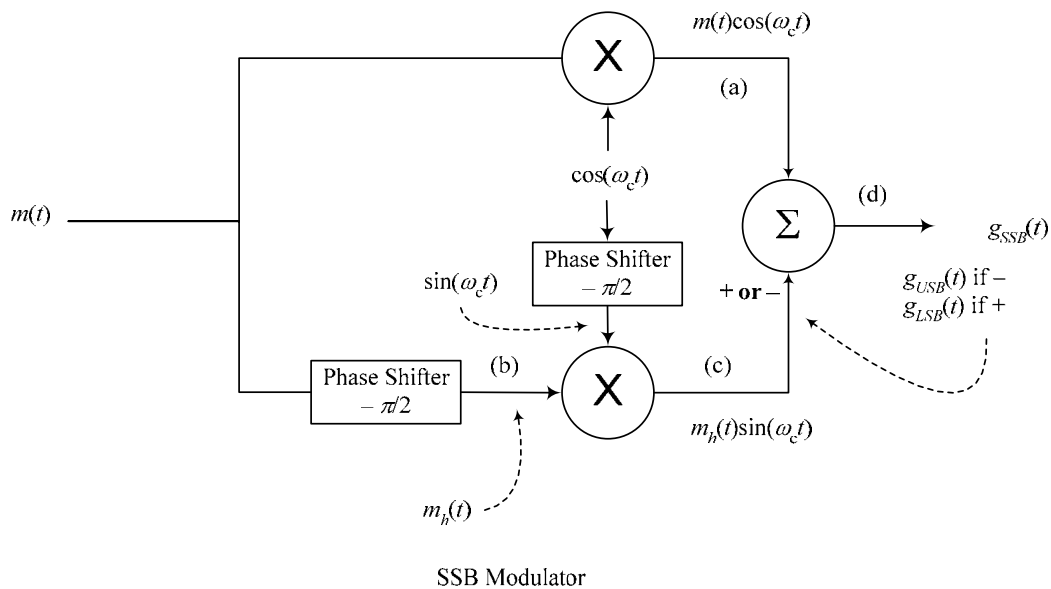 m(t)cos(ω_c t)
X
(a)
cos(ω_c t)
m(t)
(d)
Σ
g_SSB(t)
Phase Shifter
– π/2
sin(ω_c t)
+ or –
g_USB(t) if –
g_LSB(t) if +
(b)
(c)
Phase Shifter
– π/2
X
m_h(t)sin(ω_c t)
m_h(t)
SSB Modulator